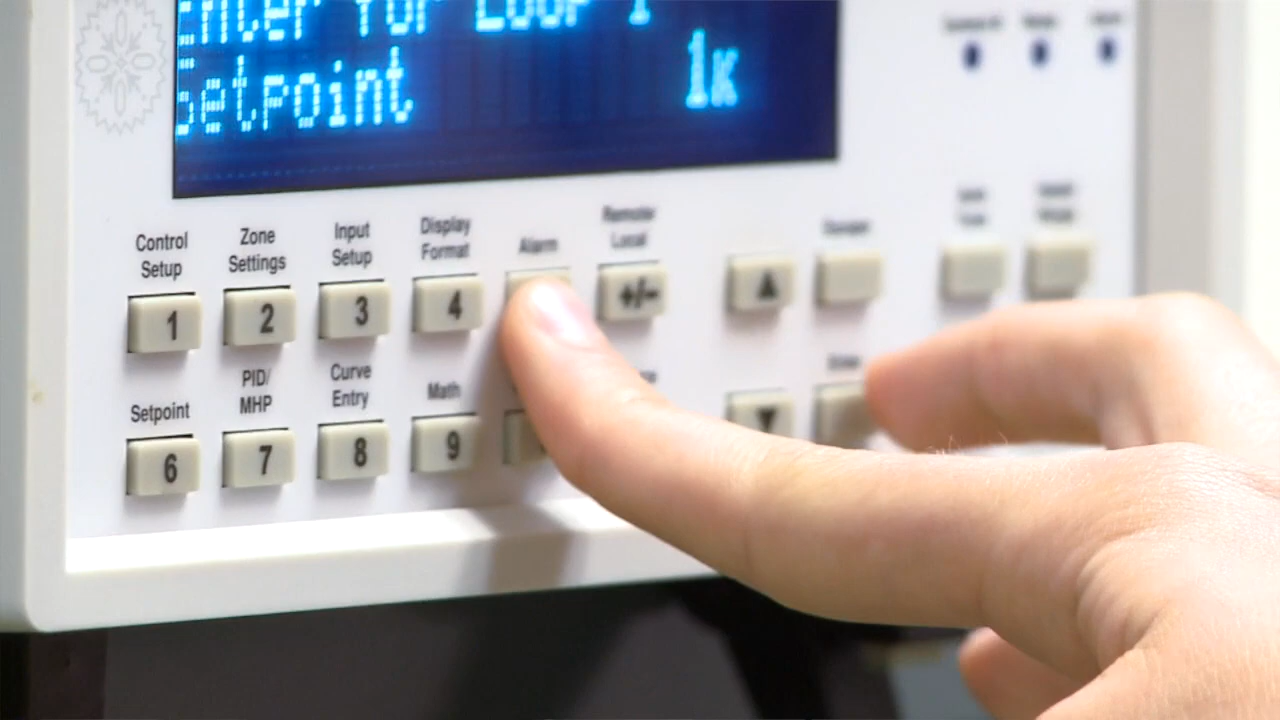 Enter for Loop 1
Setpoint 1K
Control Setup
Zone Settings
Input Setup
Display Format
Alarm
Remote Local
1
2
3
4
+/-
▲
Escape
Setpoint
PID/ MHP
Curve Entry
Math
6
7
8
9
▼